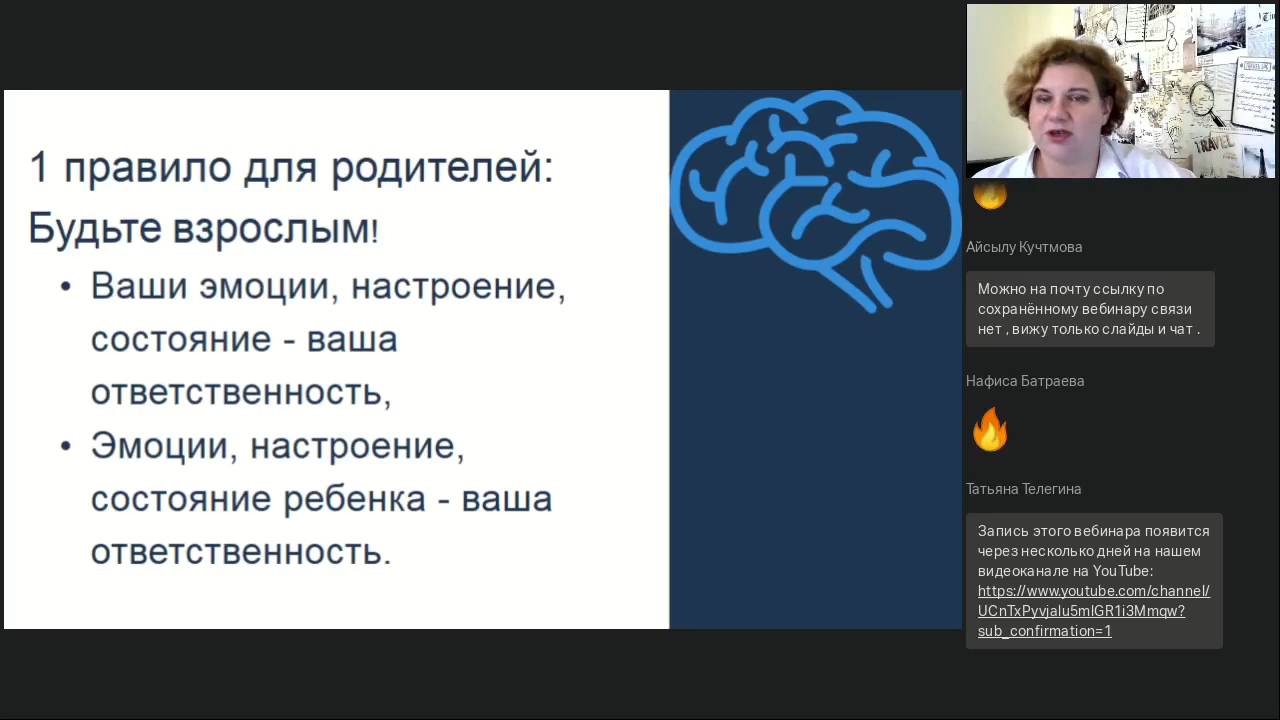 1 правило для родителей:
Будьте взрослым!
• Ваши эмоции, настроение,
состояние - ваша
ответственность,
• Эмоции, настроение,
состояние ребенка - ваша
ответственность.
TRAVEL
Айсылу Кучтмова
Можно на почту ссылку по
сохранённому вебинару связи
нет , вижу только слайды и чат .
Нафиса Батраева
Татьяна Телегина
Запись этого вебинара появится
через несколько дней на нашем
видеоканале на YouTube:
https://www.youtube.com/channel/
UCnTxPyvjalu5mlGR1i3Mmqw?
sub_confirmation=1